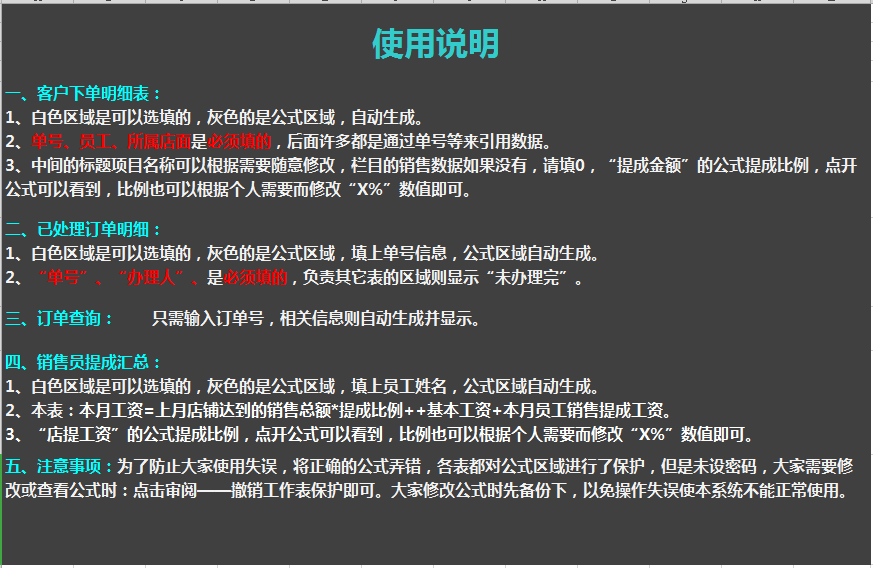 使用说明
一、客户下单明细表：
1、白色区域是可以选填的，灰色的是公式区域，自动生成。
2、单号、员工、所属店面是必须填的，后面许多都是通过单号等来引用数据。
3、中间的标题项目名称可以根据需要随意修改，栏目的销售数据如果没有，请填0，“提成金额”的公式提成比例，点开
公式可以看到，比例也可以根据个人需要而修改“X%”数值即可。
二、已处理订单明细：
1、白色区域是可以选填的，灰色的是公式区域，填上单号信息，公式区域自动生成。
2、“单号”、“办理人”、是必须填的，负责其它表的区域则显示“未办理完”。
三、订单查询： 只需输入订单号，相关信息则自动生成并显示。
四、销售员提成汇总：
1、白色区域是可以选填的，灰色的是公式区域，填上员工姓名，公式区域自动生成。
2、本表：本月工资=上月店铺达到的销售总额*提成比例++基本工资+本月员工销售提成工资。
3、“店提工资”的公式提成比例，点开公式可以看到，比例也可以根据个人需要而修改“X%”数值即可。
五、注意事项：为了防止大家使用失误，将正确的公式弄错，各表都对公式区域进行了保护，但是未设密码，大家需要修
改或查看公式时：点击审阅——撤销工作表保护即可。大家修改公式时先备份下，以免操作失误使本系统不能正常使用。